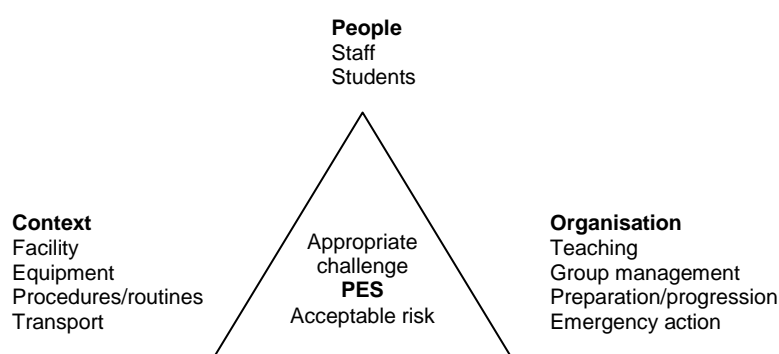 People
Staff
Students
Context
Facility
Equipment
Procedures/routines
Transport
Appropriate
challenge
PES
Acceptable risk
Organisation
Teaching
Group management
Preparation/progression
Emergency action